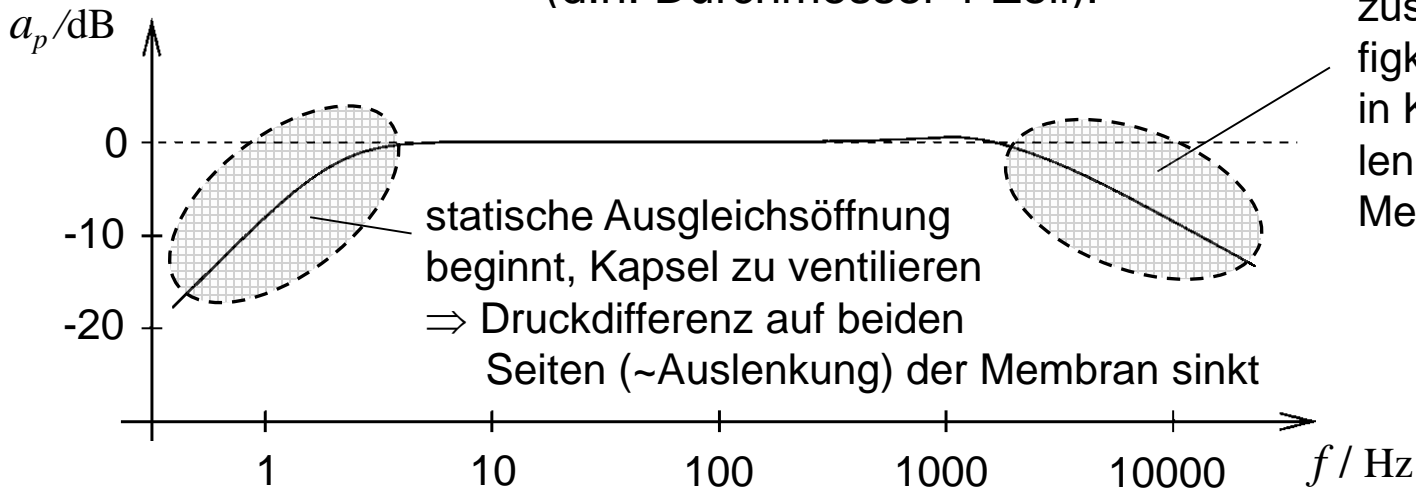 a_p /dB
0
-10
-20
statische Ausgleichsöffnung
beginnt, Kapsel zu ventilieren
⇒ Druckdifferenz auf beiden
Seiten (~Auslenkung) der Membran sinkt
1
10
100
1000
10000
f / Hz